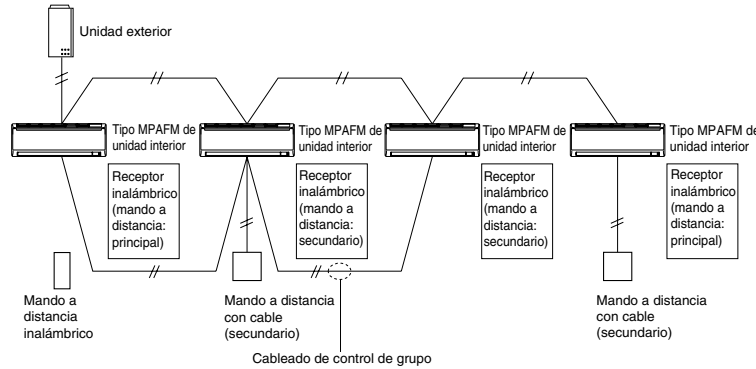 Unidad exterior
Tipo MPAFM de
unidad interior
Tipo MPAFM de
unidad interior
Tipo MPAFM de
unidad interior
Tipo MPAFM de
unidad interior
Receptor
inalámbrico
(mando a
distancia:
principal)
Receptor
inalámbrico
(mando a
distancia:
secundario)
Receptor
inalámbrico
(mando a
distancia:
secundario)
Receptor
inalámbrico
(mando a
distancia:
principal)
Mando a
distancia
inalámbrico
Mando a distancia
con cable
(secundario)
Mando a distancia
con cable
(secundario)
Cableado de control de grupo